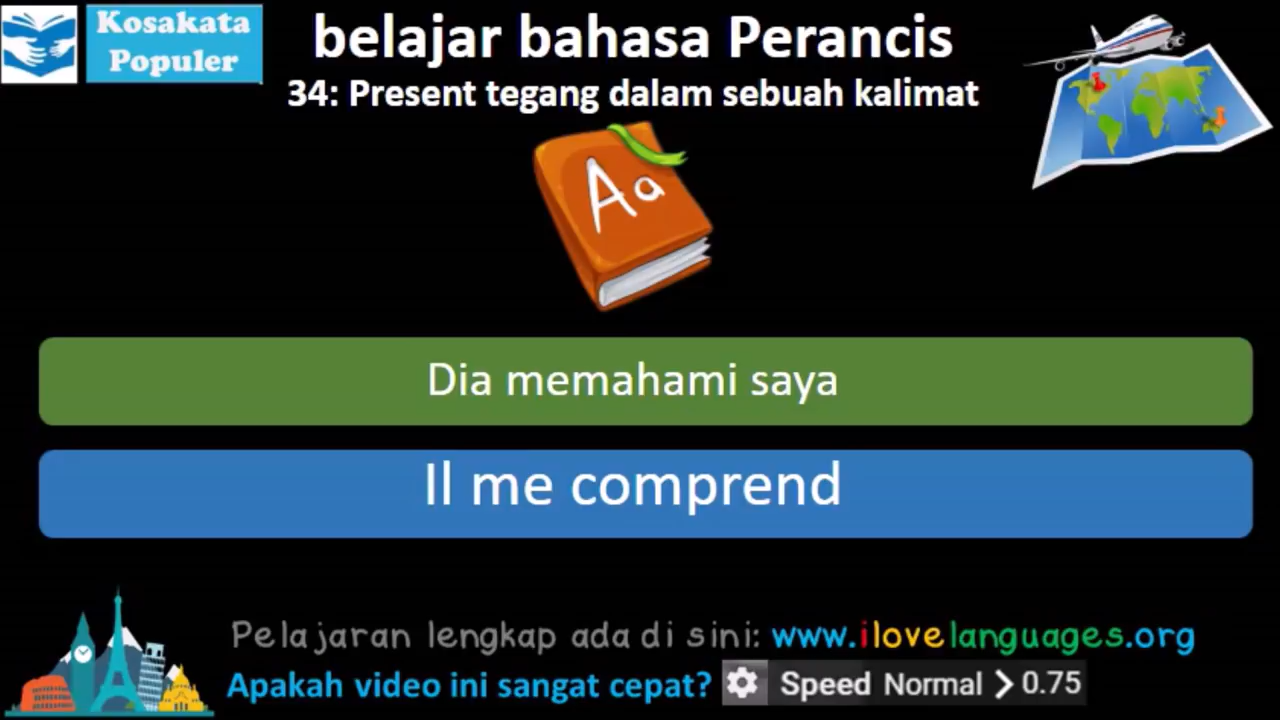 Kosakata
Populer
belajar bahasa Perancis
34: Present tegang dalam sebuah kalimat
Aa
Dia memahami saya
Il me comprend
Pelajaran lengkap ada di sini: www.ilovelanguages.org
Apakah video ini sangat cepat? Speed Normal > 0.75